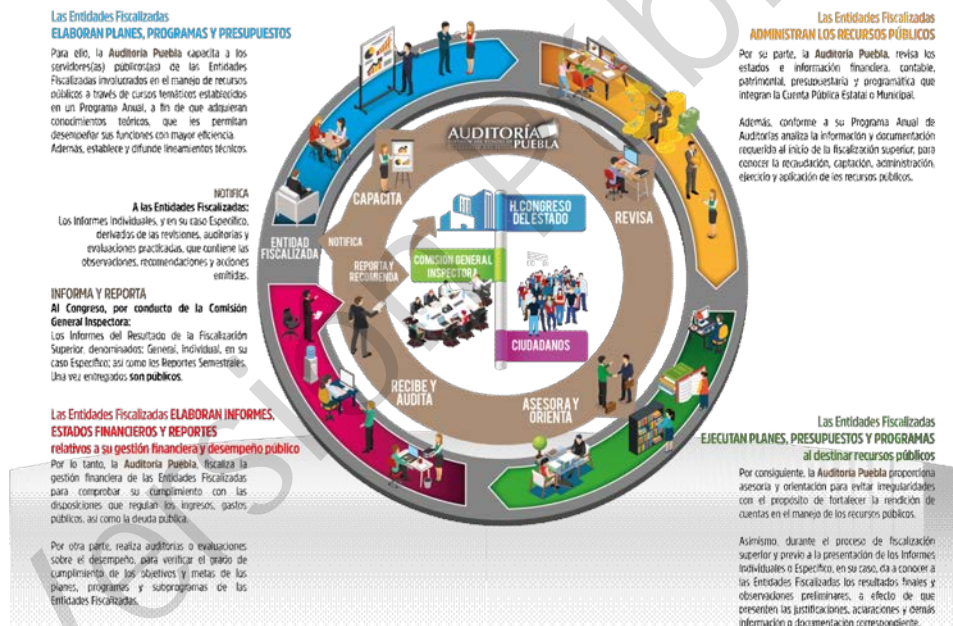 Las Entidades Fiscalizadas
ELABORAN PLANES, PROGRAMAS Y PRESUPUESTOS
Para ello, la Auditoría Puebla capacita a los
servidores(as) públicos(as) de las Entidades
Fiscalizadas involucrados en el manejo de recursos
públicos a través de cursos temáticos establecidos
en un Programa Anual, a fin de que adquieran
conocimientos teóricos, que les permitan
desempeñar sus funciones con mayor eficiencia.
Además, establece y difunde lineamientos técnicos.
NOTIFICA
A las Entidades Fiscalizadas:
Los Informes Individuales, y en su caso Específico,
derivados de las revisiones, auditorías y
evaluaciones practicadas, que contiene las
observaciones, recomendaciones y acciones
emitidas.
INFORMA Y REPORTA
Al Congreso, por conducto de la Comisión
General Inspectora:
Los Informes del Resultado de la Fiscalización
Superior, denominados: General, Individual, en su
caso Específico; así como los Reportes Semestrales.
Una vez entregados son públicos.
Las Entidades Fiscalizadas ELABORAN INFORMES,
ESTADOS FINANCIEROS Y REPORTES
relativos a su gestión financiera y desempeño público
Por lo tanto, la Auditoría Puebla, fiscaliza la
gestión financiera de las Entidades Fiscalizadas
para comprobar su cumplimiento con las
disposiciones que regulan los ingresos, gastos
públicos, así como la deuda pública.
Por otra parte, realiza auditorías o evaluaciones
sobre el desempeño, para verificar el grado de
cumplimiento de los objetivos y metas de los
planes, programas y subprogramas de las
Entidades Fiscalizadas.
AUDITORÍA
PUEBLA
CAPACITA
REVISA
ENTIDAD
FISCALIZADA
NOTIFICA
REPORTA Y
RECOMIENDA
H. CONGRESO
DEL ESTADO
COMISIÓN GENERAL
INSPECTORA
CIUDADANOS
RECIBE Y
AUDITA
ASESORA Y
ORIENTA
Las Entidades Fiscalizadas
ADMINISTRAN LOS RECURSOS PÚBLICOS
Por su parte, la Auditoría Puebla, revisa los
estados e información financiera, contable,
patrimonial, presupuestaria y programática que
integran la Cuenta Pública Estatal o Municipal.
Además, conforme a su Programa Anual de
Auditorías analiza la información y documentación
requerido al inicio de la fiscalización superior, para
conocer la recaudación, captación, administración,
ejercicio y aplicación de los recursos públicos.
Las Entidades Fiscalizadas
EJECUTAN PLANES, PRESUPUESTOS Y PROGRAMAS
al destinar recursos públicos
Por consiguiente, la Auditoría Puebla proporciona
asesoría y orientación para evitar irregularidades
con el propósito de fortalecer la rendición de
cuentas en el manejo de los recursos públicos.
Asimismo, durante el proceso de fiscalización
superior y previo a la presentación de los Informes
Individuales o Específico, en su caso, da a conocer a
las Entidades Fiscalizadas los resultados finales y
observaciones preliminares, a efecto de que
presenten las justificaciones, aclaraciones y demás
información o documentación correspondiente.